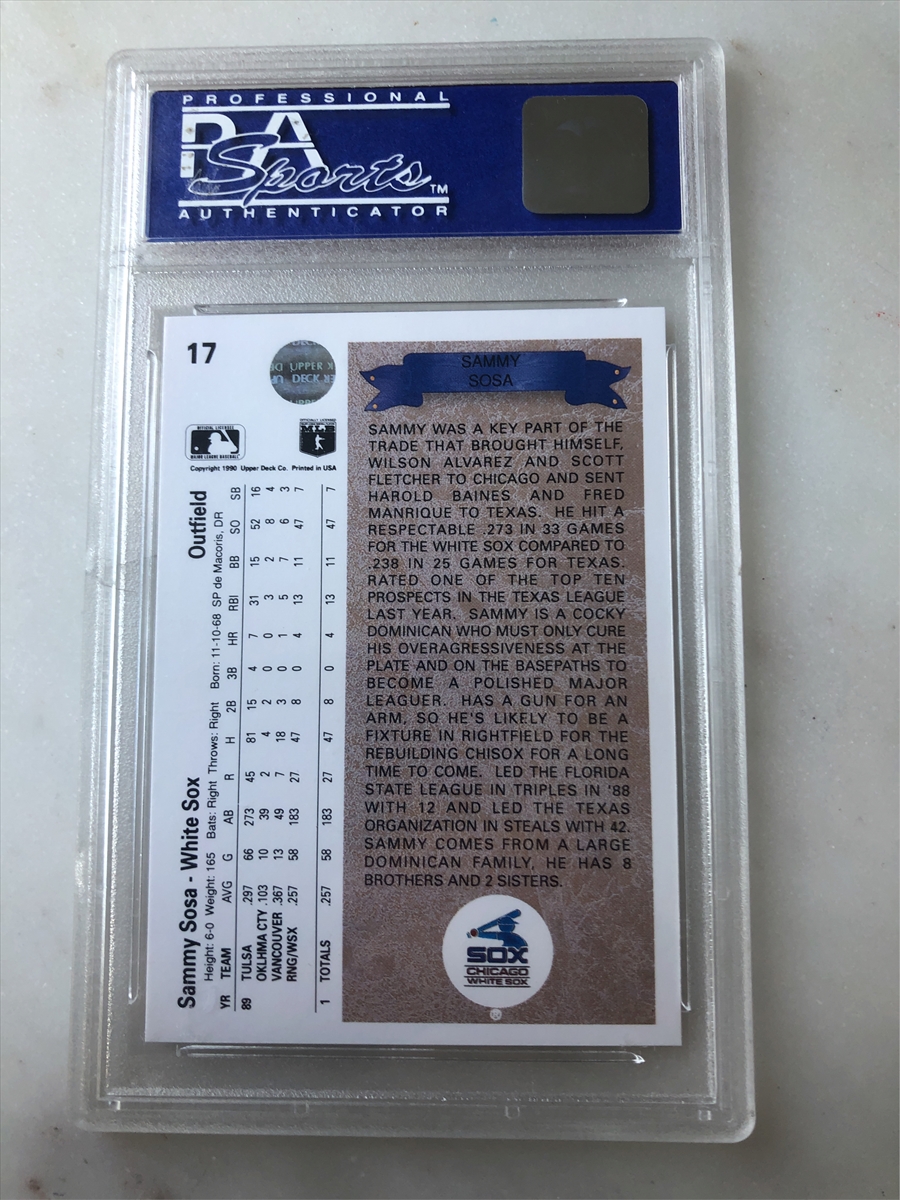 PROFESSIONAL
PSA
Sports™
AUTHENTICATOR
17
UPPER
DECK
OFFICIAL LICENSEE
MAJOR LEAGUE BASEBALL
Copyright 1990 Upper Deck Co. Printed in USA
Sammy Sosa - White Sox Outfield
Height: 6-0 Weight: 165 Bats: Right Throws: Right Born: 11-10-68 SP de Macoris, DR
YR TEAM AVG G AB R H 2B 3B HR RBI BB SO SB
89 TULSA .297 66 273 45 81 15 4 7 31 15 52 16
OKLHMA CTY .103 10 39 2 4 2 0 0 3 2 8 4
VANCOUVER .367 13 49 7 18 3 0 1 5 7 6 3
RNG/WSX .257 58 183 27 47 8 0 4 13 11 47 7
1 TOTALS .257 58 183 27 47 8 0 4 13 11 47 7
SAMMY
SOSA
SAMMY WAS A KEY PART OF THE
TRADE THAT BROUGHT HIMSELF,
WILSON ALVAREZ AND SCOTT
FLETCHER TO CHICAGO AND SENT
HAROLD BAINES AND FRED
MANRIQUE TO TEXAS. HE HIT A
RESPECTABLE .273 IN 33 GAMES
FOR THE WHITE SOX COMPARED TO
.238 IN 25 GAMES FOR TEXAS.
RATED ONE OF THE TOP TEN
PROSPECTS IN THE TEXAS LEAGUE
LAST YEAR. SAMMY IS A COCKY
DOMINICAN WHO MUST ONLY CURE
HIS OVERAGRESSIVENESS AT THE
PLATE AND ON THE BASEPATHS TO
BECOME A POLISHED MAJOR
LEAGUER. HAS A GUN FOR AN
ARM, SO HE'S LIKELY TO BE A
FIXTURE IN RIGHTFIELD FOR THE
REBUILDING CHISOX FOR A LONG
TIME TO COME. LED THE FLORIDA
STATE LEAGUE IN TRIPLES IN '88
WITH 12 AND LED THE TEXAS
ORGANIZATION IN STEALS WITH 42.
SAMMY COMES FROM A LARGE
DOMINICAN FAMILY, HE HAS 8
BROTHERS AND 2 SISTERS.
SOX
CHICAGO
WHITE SOX